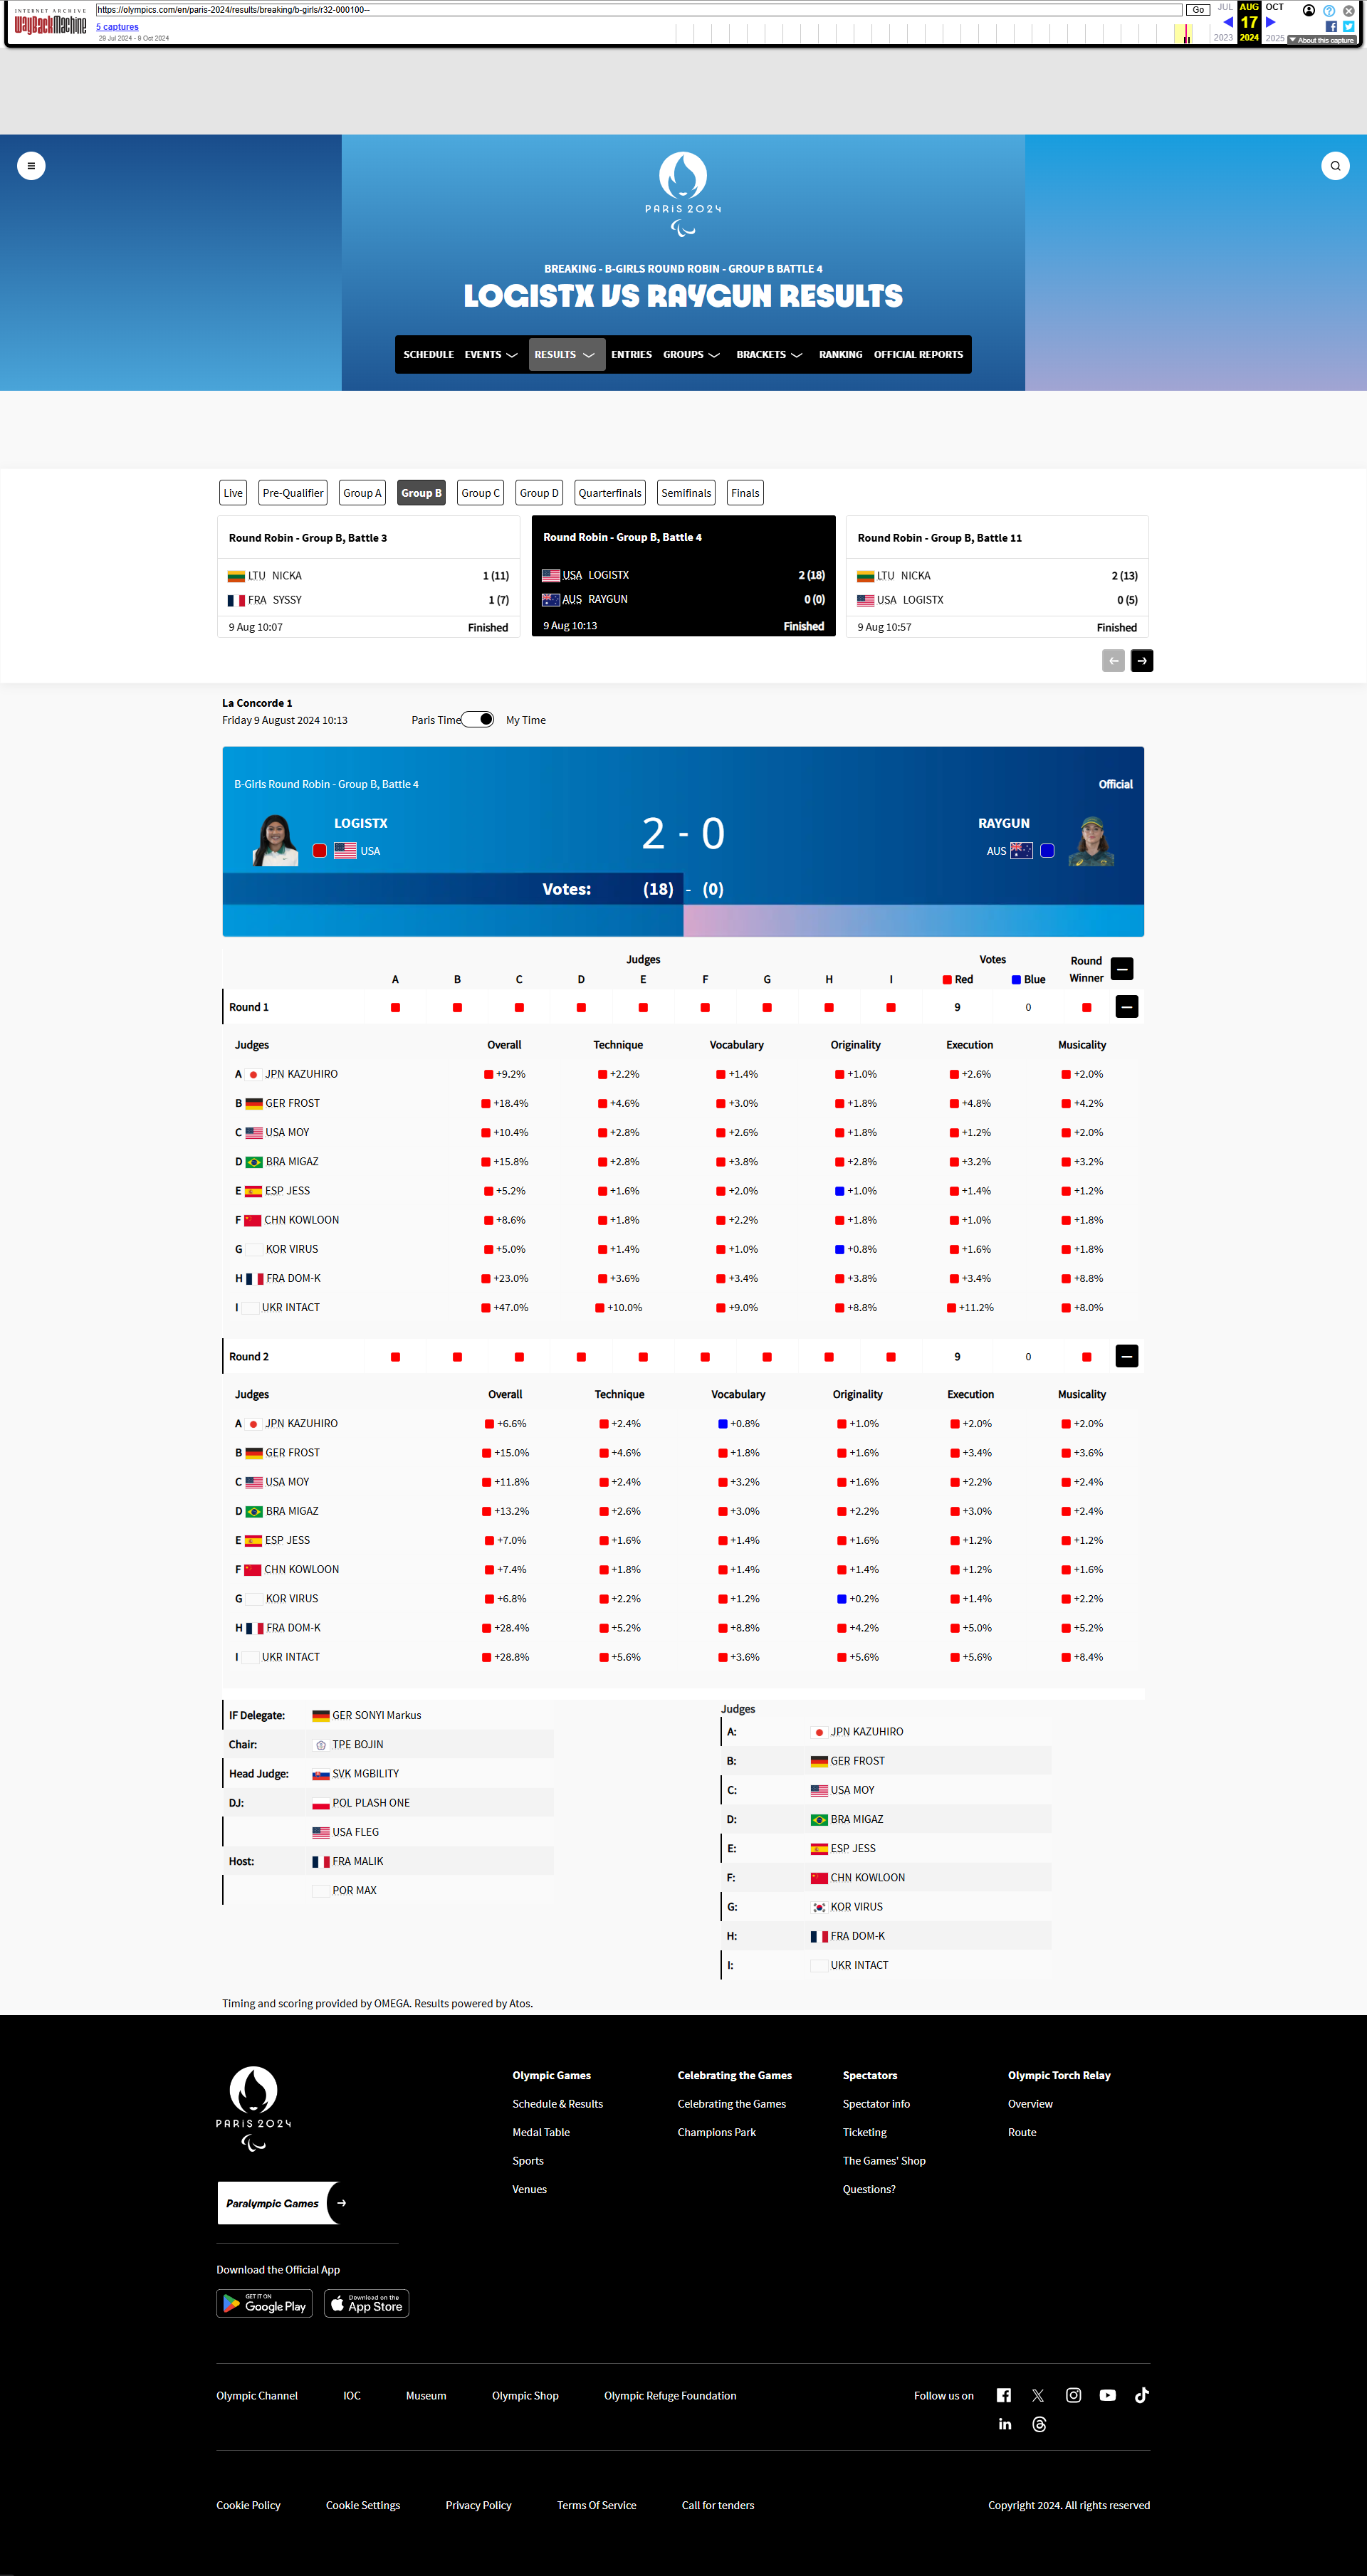 INTERNET ARCHIVE
WayBackMachine
https://olympics.com/en/paris-2024/results/breaking/b-girls/r32-000100--
Go
JUL AUG OCT
5 captures
17
29 Jul 2024 - 8 Oct 2024
2023 2024 2025
About this capture
PARIS 2024
BREAKING - B-GIRLS ROUND ROBIN - GROUP B BATTLE 4
LOGISTX VS RAYGUN RESULTS
SCHEDULE EVENTS RESULTS ENTRIES GROUPS BRACKETS RANKING OFFICIAL REPORTS
Live Pre-Qualifier Group A Group B Group C Group D Quarterfinals Semifinals Finals
Round Robin - Group B, Battle 3
LTU NICKA 1 (11)
FRA SYSSY 1 (7)
9 Aug 10:07 Finished
Round Robin - Group B, Battle 4
USA LOGISTX 2 (18)
AUS RAYGUN 0 (0)
9 Aug 10:13 Finished
Round Robin - Group B, Battle 11
LTU NICKA 2 (13)
USA LOGISTX 0 (5)
9 Aug 10:57 Finished
La Concorde 1
Friday 9 August 2024 10:13 Paris Time My Time
B-Girls Round Robin - Group B, Battle 4 Official
LOGISTX 2 - 0 RAYGUN
USA AUS
Votes: (18) - (0)
Judges Votes Round Winner
A B C D E F G H I Red Blue
Round 1 9 0
Judges Overall Technique Vocabulary Originality Execution Musicality
A JPN KAZUHIRO +9.2% +2.2% +1.4% +1.0% +2.6% +2.0%
B GER FROST +18.4% +4.6% +3.0% +1.8% +4.8% +4.2%
C USA MOY +10.4% +2.8% +2.6% +1.8% +1.2% +2.0%
D BRA MIGAZ +15.8% +2.8% +3.8% +2.8% +3.2% +3.2%
E ESP JESS +5.2% +1.6% +2.0% +1.0% +1.4% +1.2%
F CHN KOWLOON +8.6% +1.8% +2.2% +1.8% +1.0% +1.8%
G KOR VIRUS +5.0% +1.4% +1.0% +0.8% +1.6% +1.8%
H FRA DOM-K +23.0% +3.6% +3.4% +3.8% +3.4% +8.8%
I UKR INTACT +47.0% +10.0% +9.0% +8.8% +11.2% +8.0%
Round 2 9 0
Judges Overall Technique Vocabulary Originality Execution Musicality
A JPN KAZUHIRO +6.6% +2.4% +0.8% +1.0% +2.0% +2.0%
B GER FROST +15.0% +4.6% +1.8% +1.6% +3.4% +3.6%
C USA MOY +11.8% +2.4% +3.2% +1.6% +2.2% +2.4%
D BRA MIGAZ +13.2% +2.6% +3.0% +2.2% +3.0% +2.4%
E ESP JESS +7.0% +1.6% +1.4% +1.6% +1.2% +1.2%
F CHN KOWLOON +7.4% +1.8% +1.4% +1.4% +1.2% +1.6%
G KOR VIRUS +6.8% +2.2% +1.2% +0.2% +1.4% +2.2%
H FRA DOM-K +28.4% +5.2% +8.8% +4.2% +5.0% +5.2%
I UKR INTACT +28.8% +5.6% +3.6% +5.6% +5.6% +8.4%
IF Delegate: GER SONYI Markus
Chair: TPE BOJIN
Head Judge: SVK MGBILITY
DJ: POL PLASH ONE
USA FLEG
Host: FRA MALIK
POR MAX
Judges
A: JPN KAZUHIRO
B: GER FROST
C: USA MOY
D: BRA MIGAZ
E: ESP JESS
F: CHN KOWLOON
G: KOR VIRUS
H: FRA DOM-K
I: UKR INTACT
Timing and scoring provided by OMEGA. Results powered by Atos.
PARIS 2024
Paralympic Games
Download the Official App
GET IT ON
Google Play
Download on the
App Store
Olympic Games
Schedule & Results
Medal Table
Sports
Venues
Celebrating the Games
Celebrating the Games
Champions Park
Spectators
Spectator info
Ticketing
The Games' Shop
Questions?
Olympic Torch Relay
Overview
Route
Olympic Channel IOC Museum Olympic Shop Olympic Refuge Foundation Follow us on
Cookie Policy Cookie Settings Privacy Policy Terms Of Service Call for tenders Copyright 2024. All rights reserved